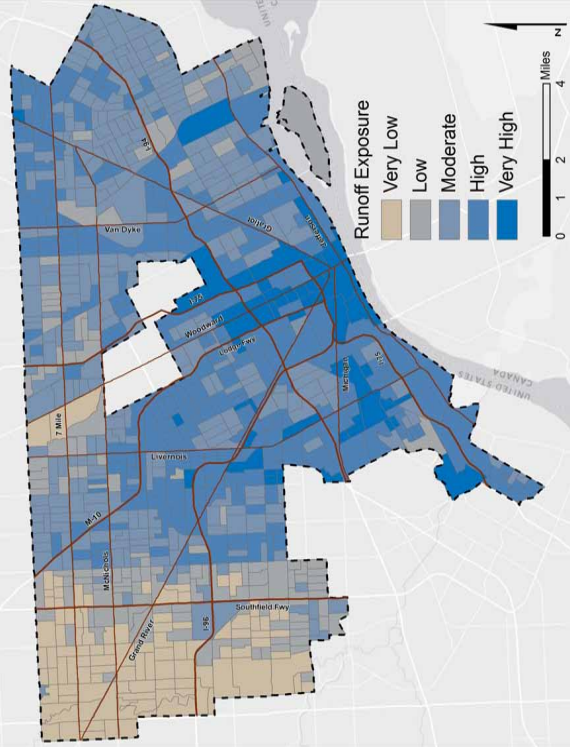 UNITE
CA
N
Miles
0 1 2 4
Runoff Exposure
Very Low
Low
Moderate
High
Very High
I-94
Van Dyke
Gratiot
Jefferson
I-75
Woodward
Lodge Fwy
7 Mile
Michigan
I-75
UNITED STATES
CANADA
Livernois
M-10
McNichols
Grand River
I-96
Southfield Fwy